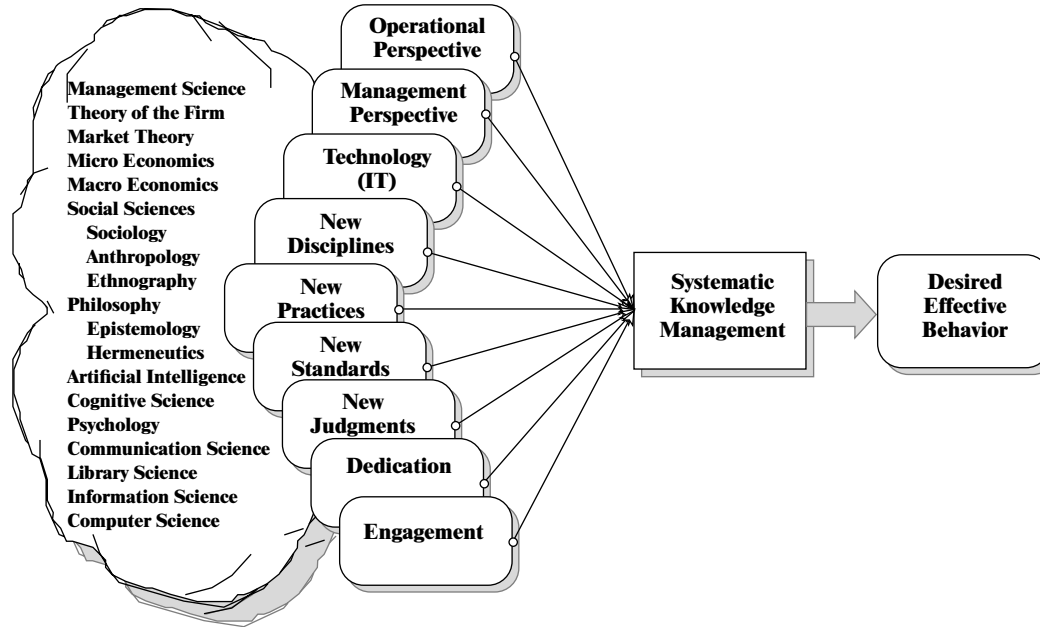 Management Science
Theory of the Firm
Market Theory
Micro Economics
Macro Economics
Social Sciences
Sociology
Anthropology
Ethnography
Philosophy
Epistemology
Hermeneutics
Artificial Intelligence
Cognitive Science
Psychology
Communication Science
Library Science
Information Science
Computer Science
Operational
Perspective
Management
Perspective
Technology
(IT)
New
Disciplines
New
Practices
New
Standards
New
Judgments
Dedication
Engagement
Systematic
Knowledge
Management
Desired
Effective
Behavior